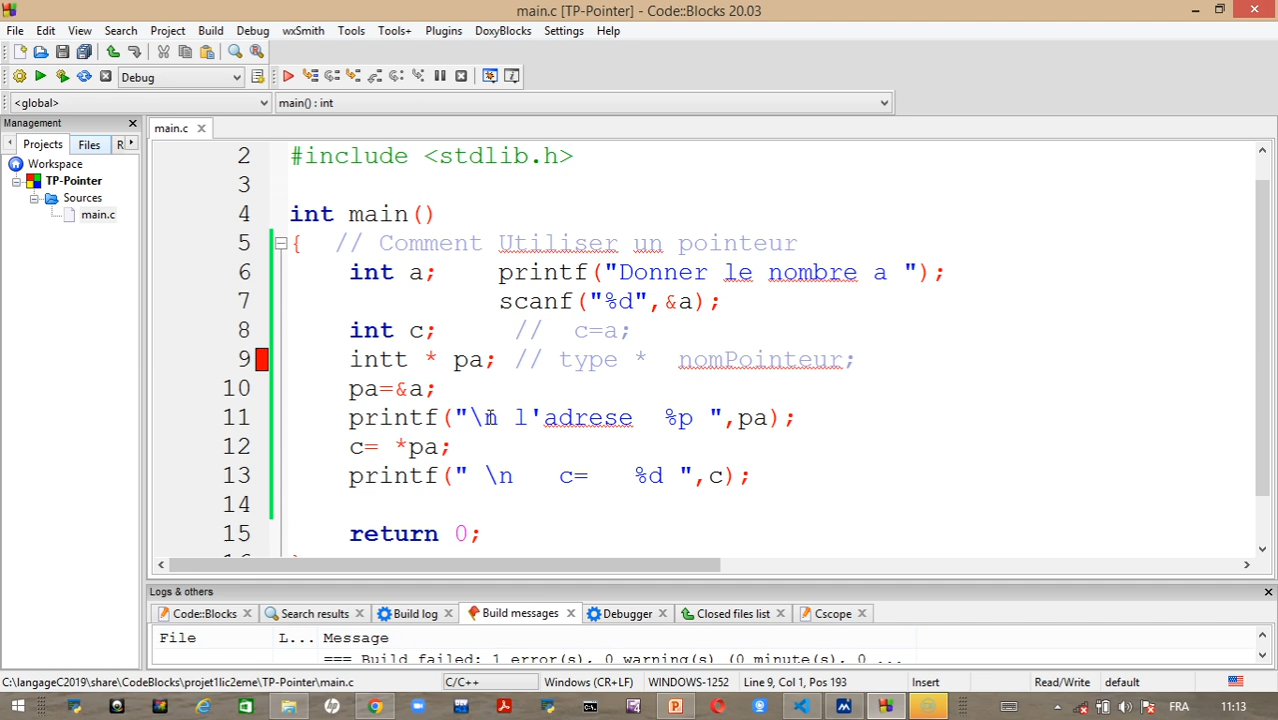 main.c [TP-Pointer] - Code::Blocks 20.03
File Edit View Search Project Build Debug wxSmith Tools Tools+ Plugins DoxyBlocks Settings Help
Debug
<global> main() : int
Management
Projects Files R
main.c
Workspace
TP-Pointer
Sources
main.c
2 #include <stdlib.h>
3
4 int main()
5 { // Comment Utiliser un pointeur
6 int a; printf("Donner le nombre a ");
7 scanf("%d",&a);
8 int c; // c=a;
9 intt * pa; // type * nomPointeur;
10 pa=&a;
11 printf("\n l'adrese %p ",pa);
12 c= *pa;
13 printf(" \n c= %d ",c);
14
15 return 0;
Logs & others
Code::Blocks Search results Build log Build messages Debugger Closed files list Cscope
File L... Message
=== Build failed: 1 error(s), 0 warning(s) (0 minute(s), 0 ...
C:\langageC2019\share\CodeBlocks\projet1lic2eme\TP-Pointer\main.c C/C++ Windows (CR+LF) WINDOWS-1252 Line 9, Col 1, Pos 193 Insert Read/Write default
FRA 11:13